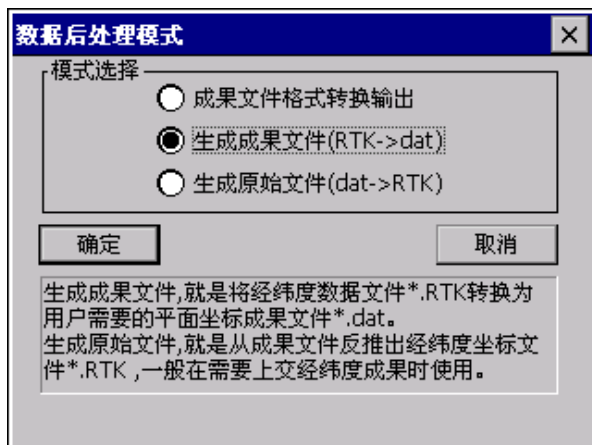 数据后处理模式
模式选择
成果文件格式转换输出
生成成果文件(RTK->dat)
生成原始文件(dat->RTK)
确定
取消
生成成果文件,就是将经纬度数据文件*.RTK转换为
用户需要的平面坐标成果文件*.dat。
生成原始文件,就是从成果文件反推出经纬度坐标文
件*.RTK ,一般在需要上交经纬度成果时使用。